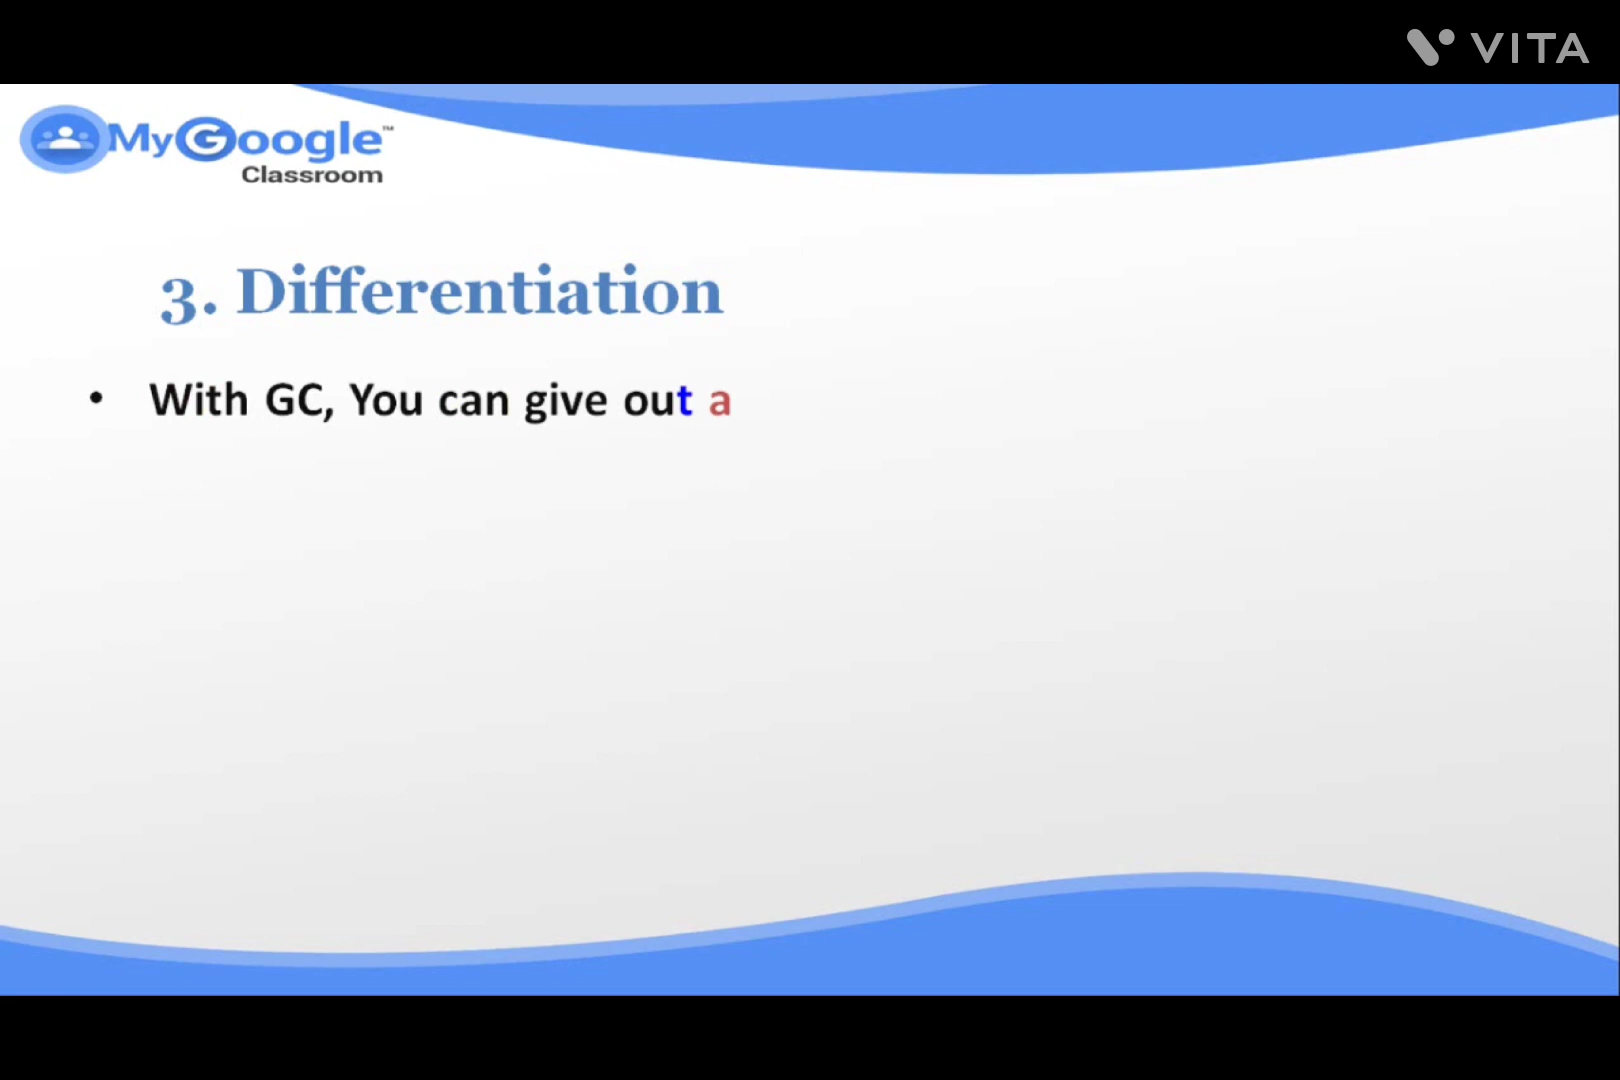 VITA
MyGoogle™
Classroom
3. Differentiation
• With GC, You can give out a